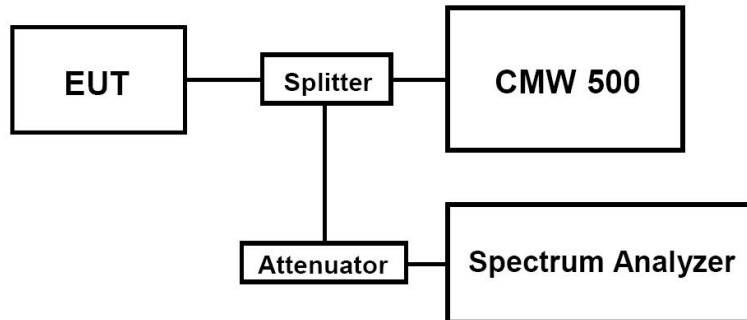 EUT
Splitter
CMW 500
Attenuator
Spectrum Analyzer